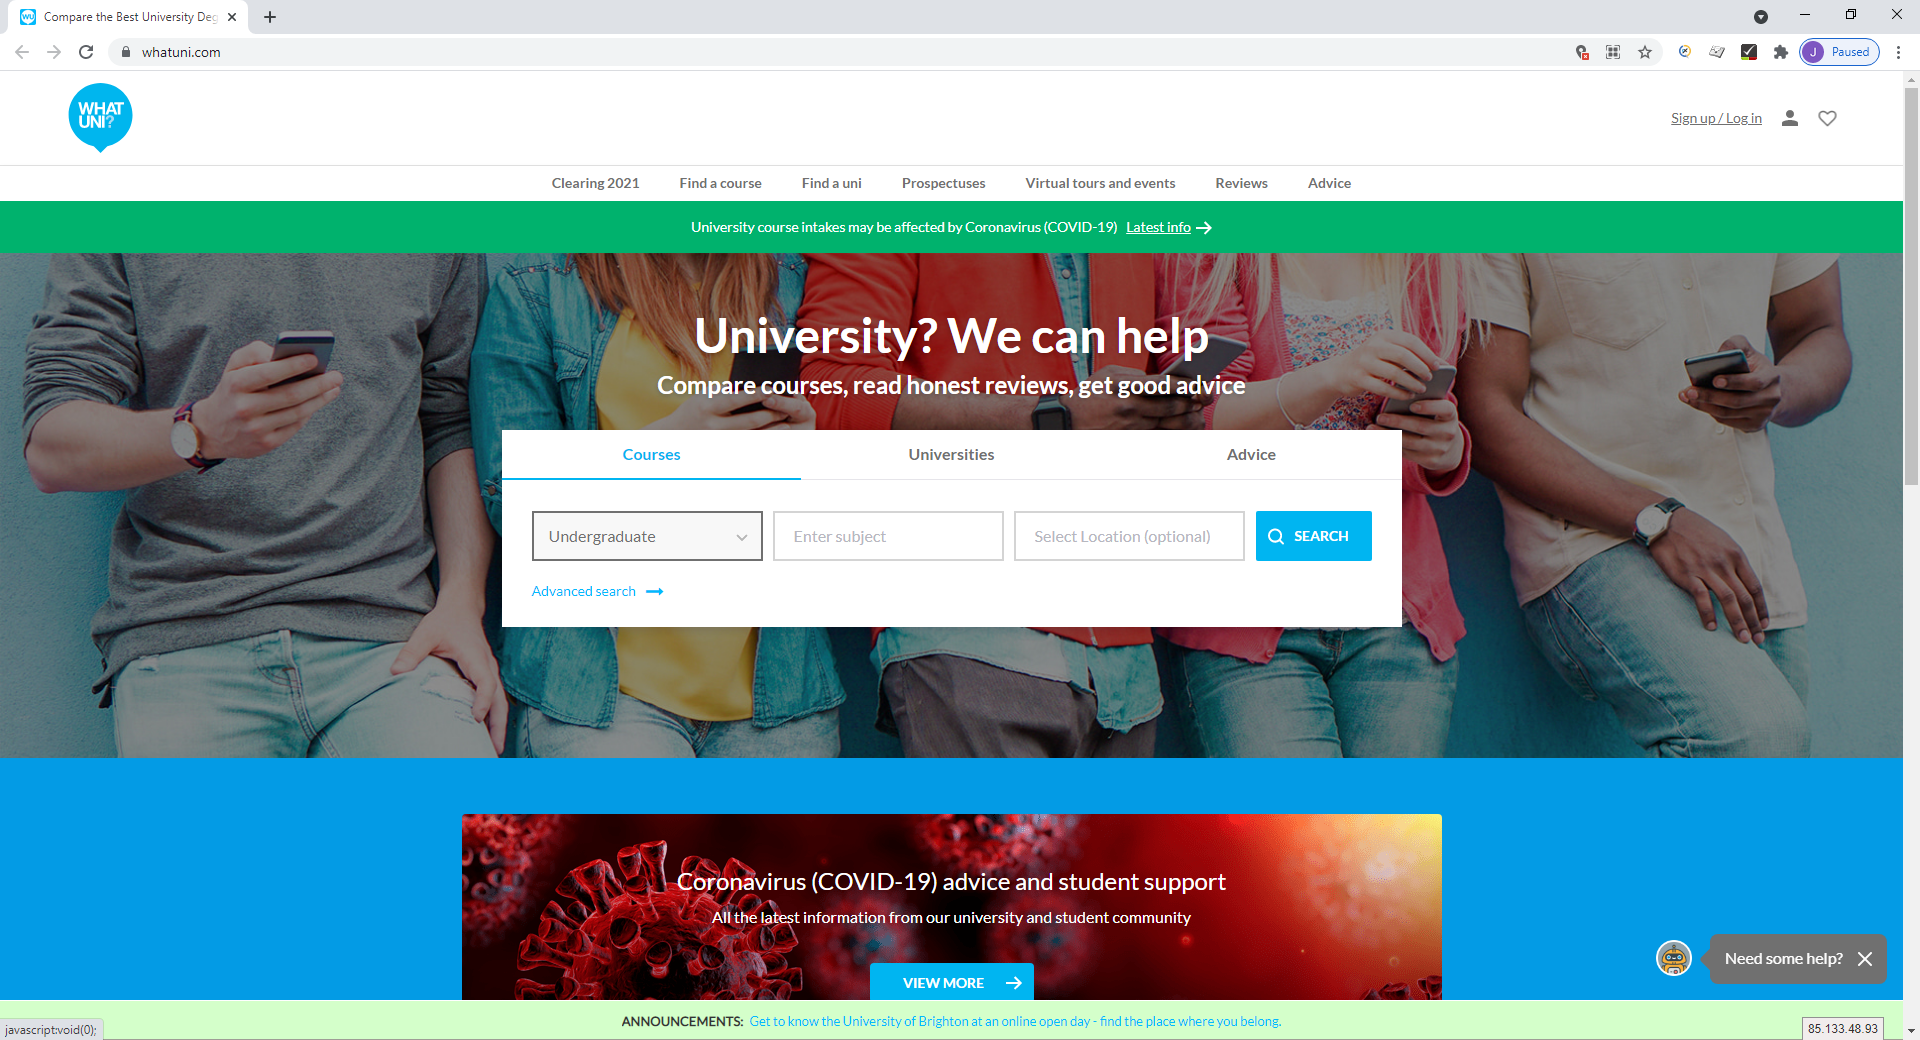 Compare the Best University Deg
whatuni.com
J Paused
WHAT
UNI?
Sign up / Log in
Clearing 2021 Find a course Find a uni Prospectuses Virtual tours and events Reviews Advice
University course intakes may be affected by Coronavirus (COVID-19) Latest info
University? We can help
Compare courses, read honest reviews, get good advice
Courses Universities Advice
Undergraduate Enter subject Select Location (optional) SEARCH
Advanced search
Coronavirus (COVID-19) advice and student support
All the latest information from our university and student community
VIEW MORE
Need some help?
ANNOUNCEMENTS: Get to know the University of Brighton at an online open day - find the place where you belong.
javascript:void(0);
85.133.48.93